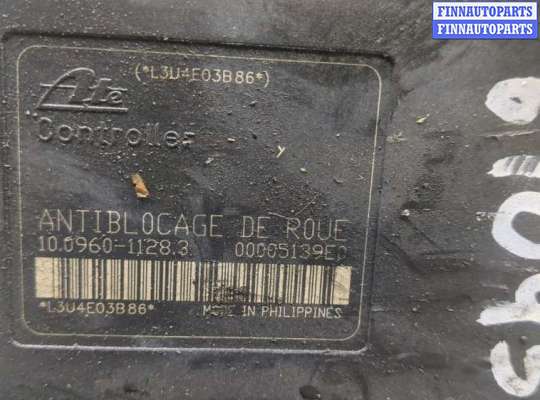 FINNAUTOPARTS
FINNAUTOPARTS
(*L3U4E03B86*)
Ate
Controller
ANTIBLOCAGE DE ROUE
10.0960-1128.3 00005139E0
*L3U4E03B86*
MADE IN PHILIPPINES